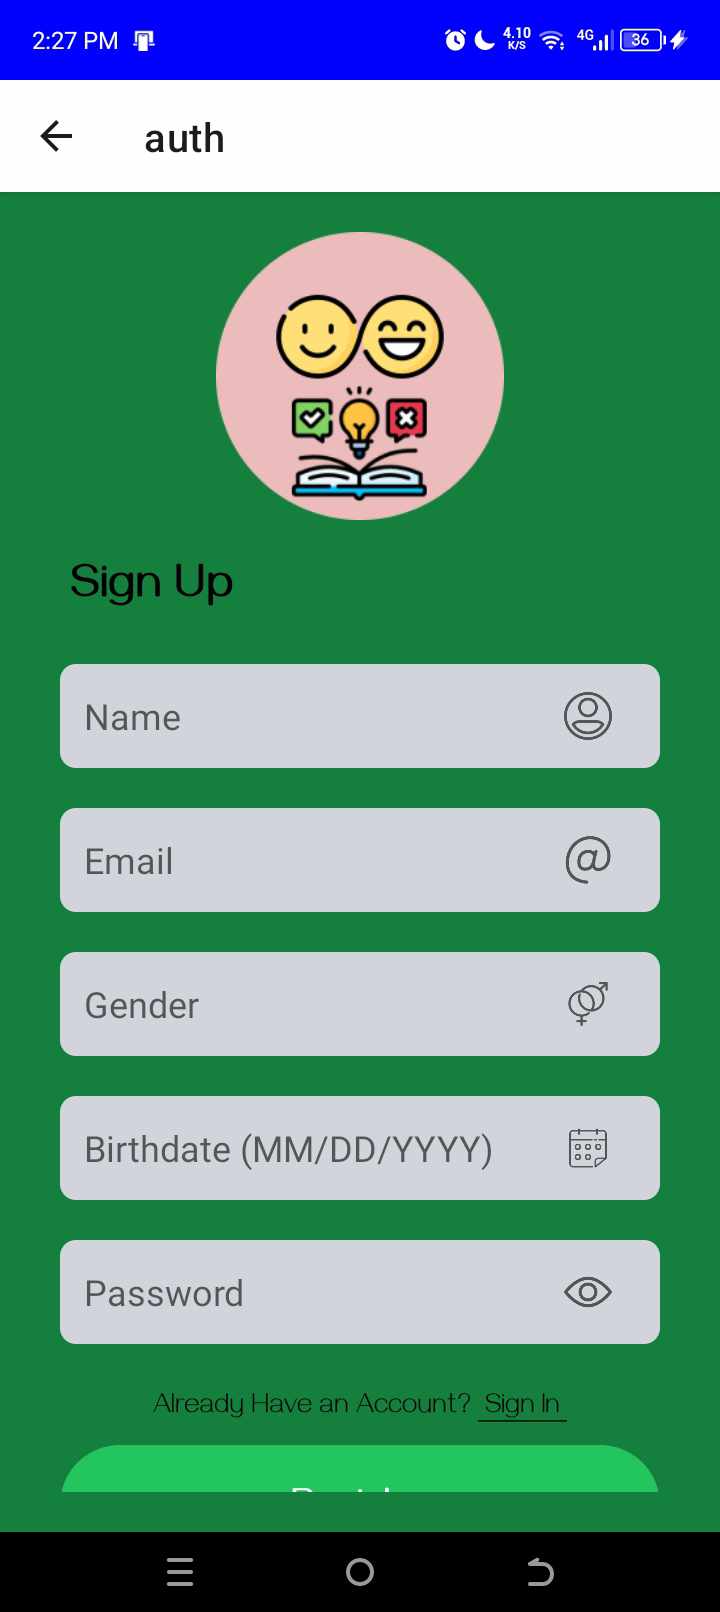 2:27 PM
4.10
K/S
4G
36
auth
Sign Up
Name
Email
@
Gender
Birthdate (MM/DD/YYYY)
Password
Already Have an Account? Sign In